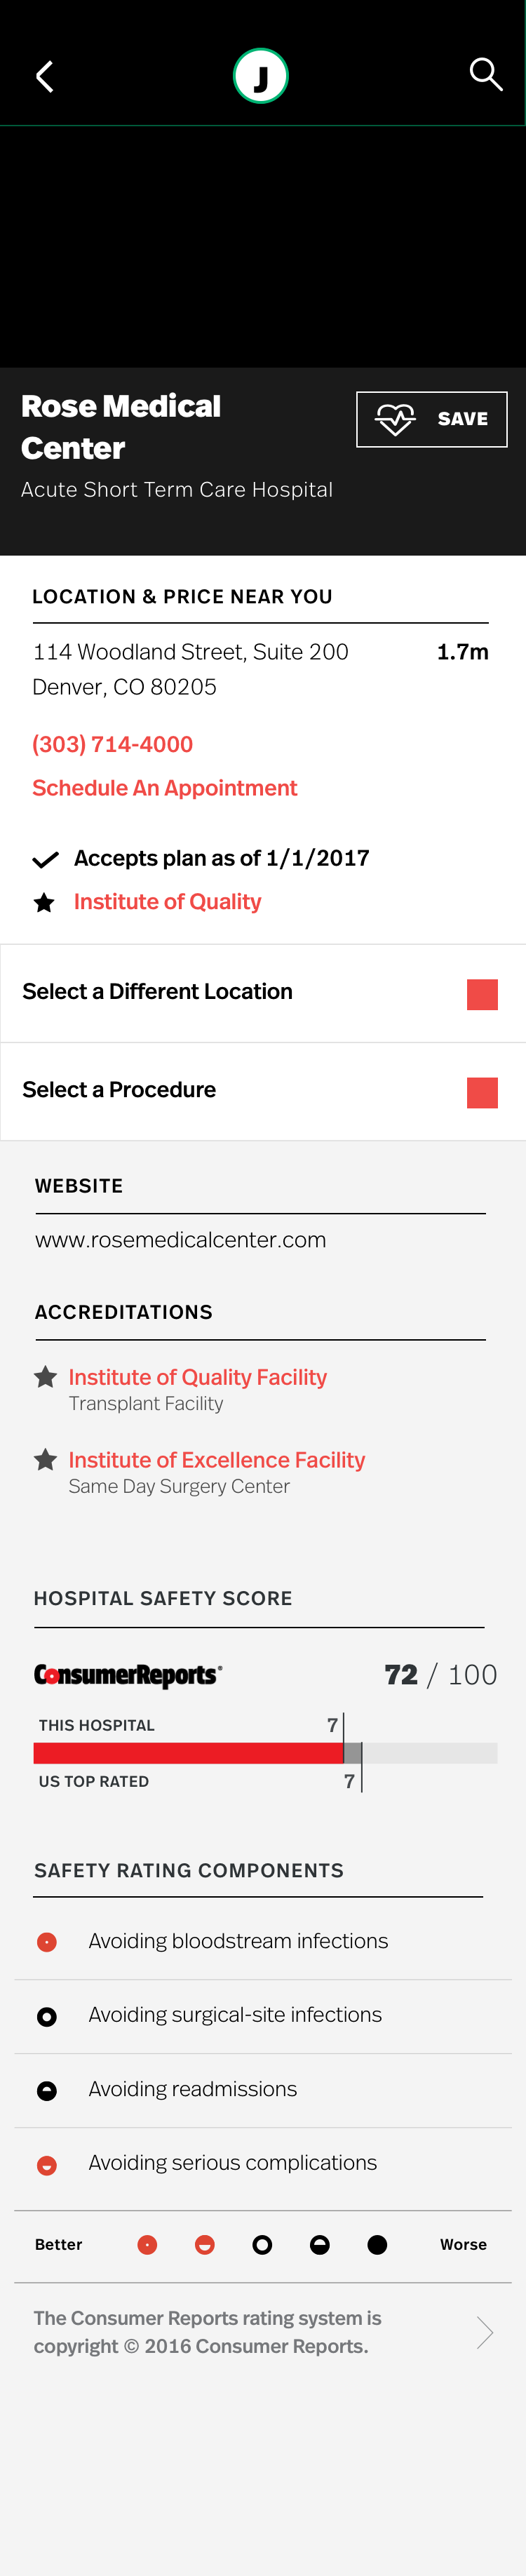 J
Rose Medical
Center
SAVE
Acute Short Term Care Hospital
LOCATION & PRICE NEAR YOU
114 Woodland Street, Suite 200
1.7m
Denver, CO 80205
(303) 714-4000
Schedule An Appointment
Accepts plan as of 1/1/2017
Institute of Quality
Select a Different Location
Select a Procedure
WEBSITE
www.rosemedicalcenter.com
ACCREDITATIONS
Institute of Quality Facility
Transplant Facility
Institute of Excellence Facility
Same Day Surgery Center
HOSPITAL SAFETY SCORE
ConsumerReports®
72 / 100
THIS HOSPITAL
7
US TOP RATED
7
SAFETY RATING COMPONENTS
Avoiding bloodstream infections
Avoiding surgical-site infections
Avoiding readmissions
Avoiding serious complications
Better
Worse
The Consumer Reports rating system is
copyright © 2016 Consumer Reports.